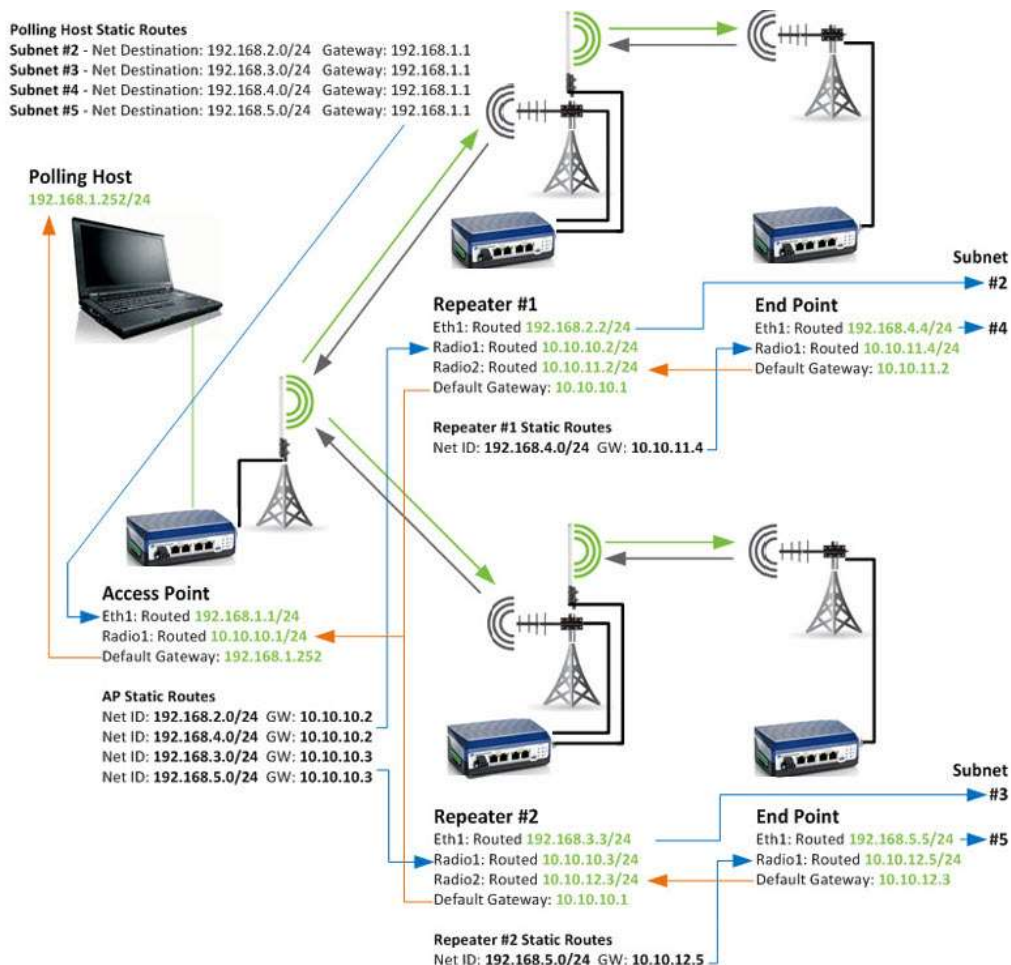 Polling Host Static Routes
Subnet #2 - Net Destination: 192.168.2.0/24 Gateway: 192.168.1.1
Subnet #3 - Net Destination: 192.168.3.0/24 Gateway: 192.168.1.1
Subnet #4 - Net Destination: 192.168.4.0/24 Gateway: 192.168.1.1
Subnet #5 - Net Destination: 192.168.5.0/24 Gateway: 192.168.1.1
Polling Host
192.168.1.252/24
Subnet
#2
Repeater #1
Eth1: Routed 192.168.2.2/24
Radio1: Routed 10.10.10.2/24
Radio2: Routed 10.10.11.2/24
Default Gateway: 10.10.10.1
Repeater #1 Static Routes
Net ID: 192.168.4.0/24 GW: 10.10.11.4
End Point
Eth1: Routed 192.168.4.4/24
#4
Radio1: Routed 10.10.11.4/24
Default Gateway: 10.10.11.2
Access Point
Eth1: Routed 192.168.1.1/24
Radio1: Routed 10.10.10.1/24
Default Gateway: 192.168.1.252
AP Static Routes
Net ID: 192.168.2.0/24 GW: 10.10.10.2
Net ID: 192.168.4.0/24 GW: 10.10.10.2
Net ID: 192.168.3.0/24 GW: 10.10.10.3
Net ID: 192.168.5.0/24 GW: 10.10.10.3
Subnet
#3
Repeater #2
Eth1: Routed 192.168.3.3/24
Radio1: Routed 10.10.10.3/24
Radio2: Routed 10.10.12.3/24
Default Gateway: 10.10.10.1
Repeater #2 Static Routes
Net ID: 192.168.5.0/24 GW: 10.10.12.5
End Point
Eth1: Routed 192.168.5.5/24
#5
Radio1: Routed 10.10.12.5/24
Default Gateway: 10.10.12.3